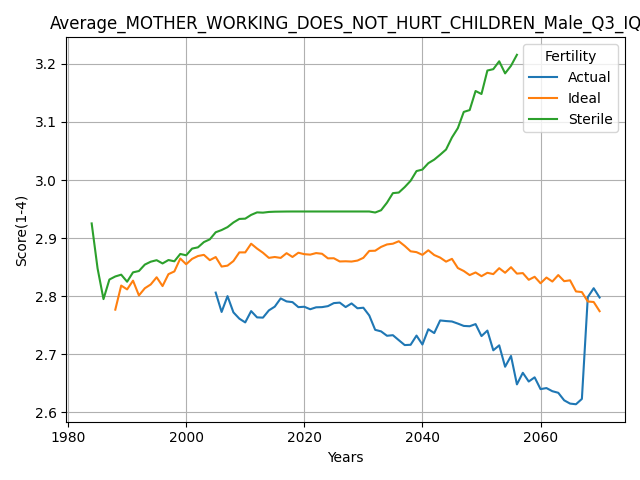 Average_MOTHER_WORKING_DOES_NOT_HURT_CHILDREN_Male_Q3_IQ
Fertility
Actual
Ideal
Sterile
Score(1-4)
3.2
3.1
3.0
2.9
2.8
2.7
2.6
1980 2000 2020 2040 2060
Years